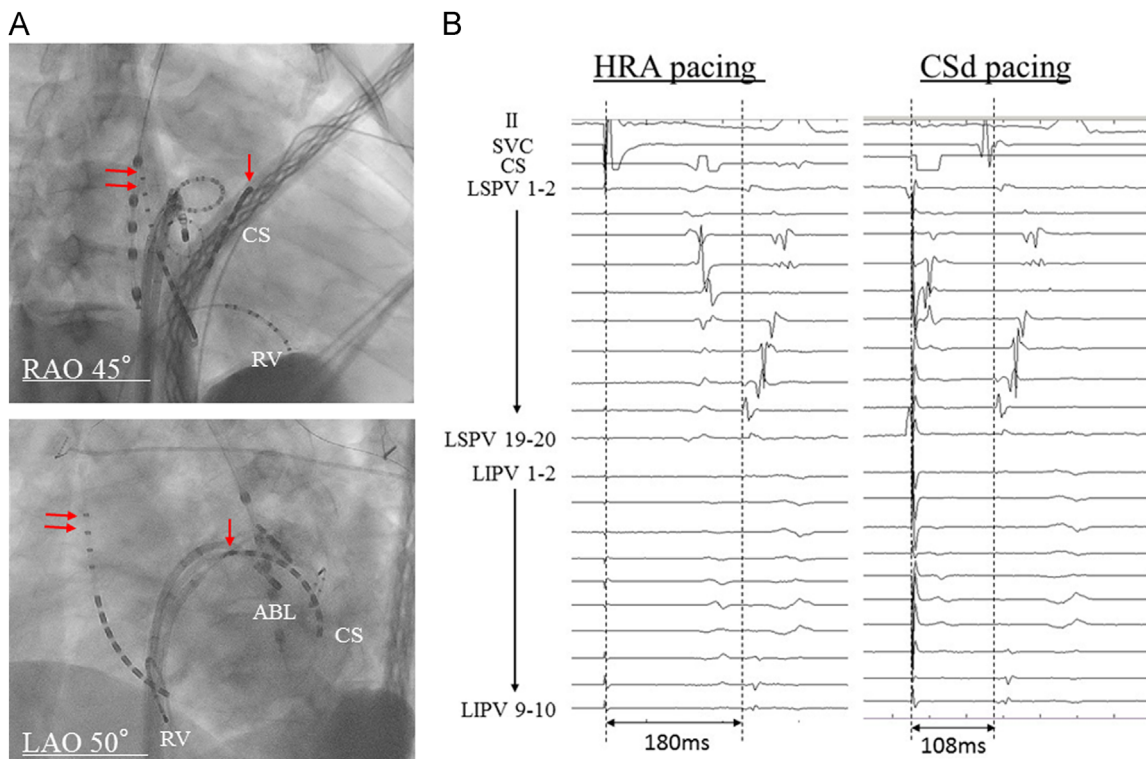 A
CS
RV
RAO 45°
ABL
CS
RV
LAO 50°
B
HRA pacing
CSd pacing
II
SVC
CS
LSPV 1-2
LSPV 19-20
LIPV 1-2
LIPV 9-10
180ms
108ms